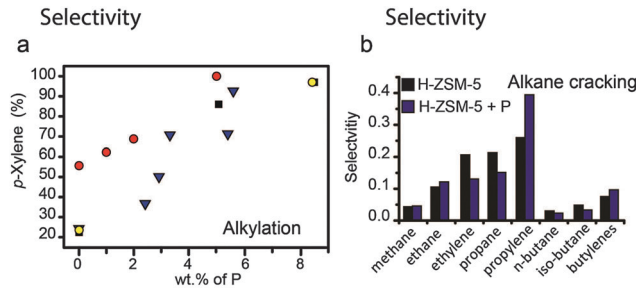 Selectivity
a
p-Xylene (%)
100
90
80
70
60
50
40
30
20
0
2
4
6
8
wt.% of P
Alkylation
Selectivity
b
Selectvitiy
0.4
0.3
0.2
0.1
0.0
H-ZSM-5
H-ZSM-5 + P
Alkane cracking
methane
ethane
ethylene
propane
propylene
n-butane
iso-butane
butylenes